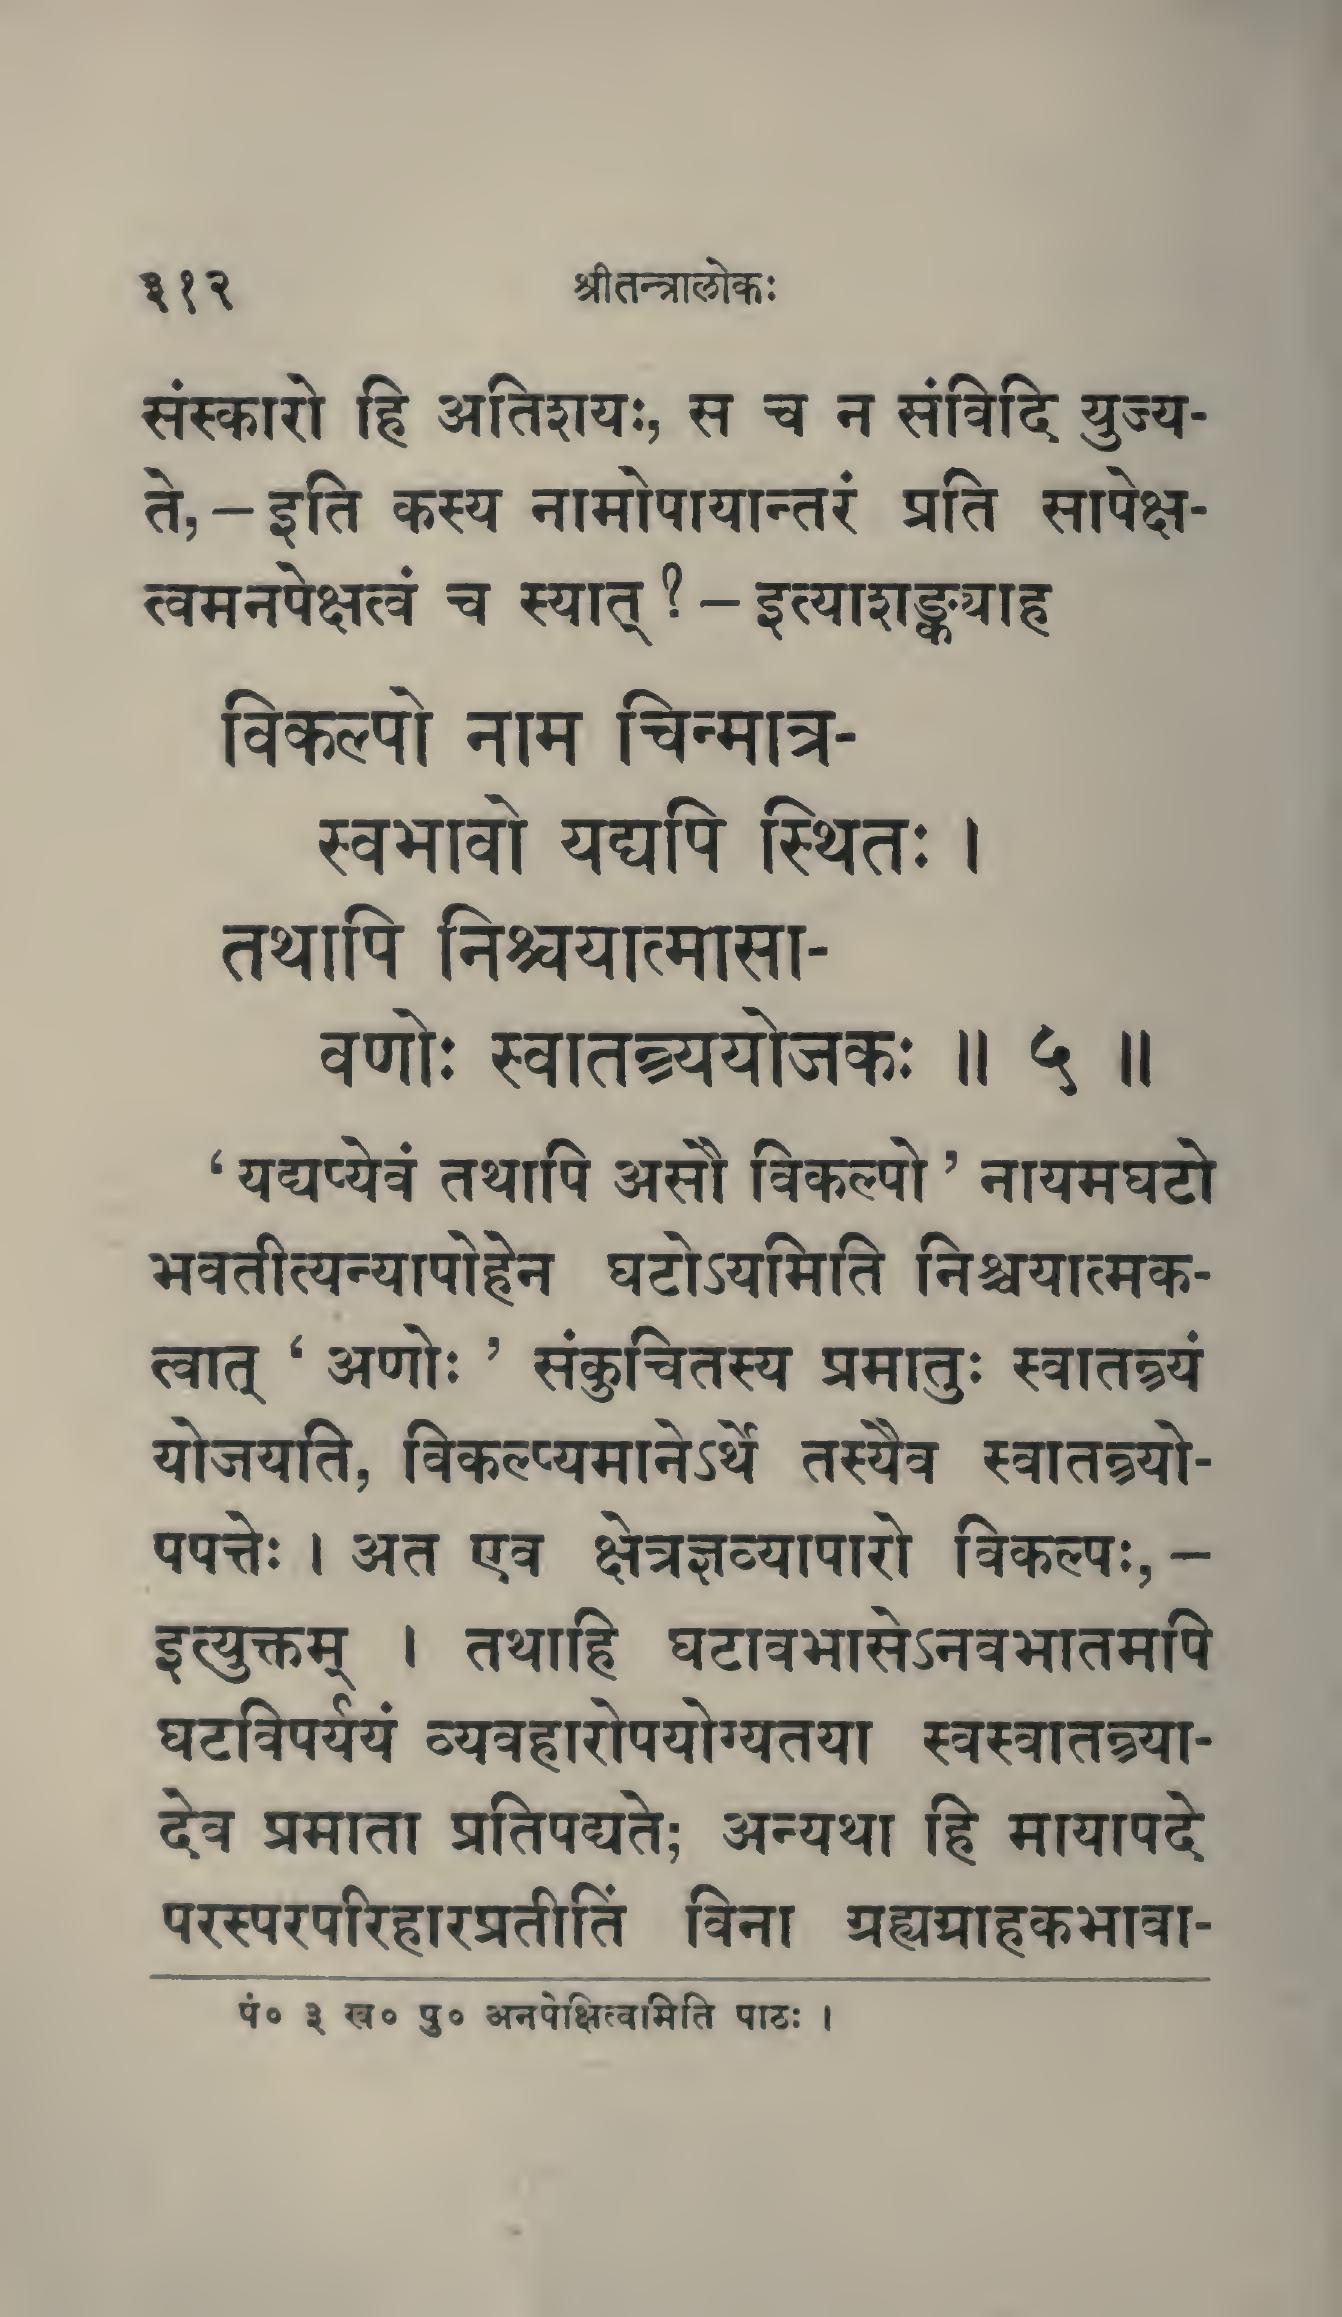 ३१२ श्रीतन्त्रालोकः
संस्कारो हि अतिशयः, स च न संविदि युज्य-
ते,–इति कस्य नामोपायान्तरं प्रति सापेक्ष-
त्वमनपेक्षत्वं च स्यात् ?–इत्याशङ्कयाह
विकल्पो नाम चिन्मात्र-
स्वभावो यद्यपि स्थितः ।
तथापि निश्चयात्मासा-
वणोः स्वातन्त्र्ययोजकः ॥ ५ ॥
‘ यद्यप्येवं तथापि असौ विकल्पो ’ नायमघटो
भवतीत्यन्यापोहेन घटोऽयमिति निश्चयात्मक-
त्वात् ‘ अणोः ’ संकुचितस्य प्रमातुः स्वातन्त्र्यं
योजयति, विकल्प्यमानेऽर्थे तस्यैव स्वातन्त्र्यो-
पपत्तेः । अत एव क्षेत्रज्ञव्यापारो विकल्पः,–
इत्युक्तम् । तथाहि घटावभासेऽनवभातमपि
घटविपर्ययं व्यवहारोपयोग्यतया स्वस्वातन्त्र्या-
देव प्रमाता प्रतिपद्यते; अन्यथा हि मायापदे
परस्परपरिहारप्रतीतिं विना ग्रह्यग्राहकभावा-
पं० ३ ख० पु० अनपेक्षित्वमिति पाठः ।